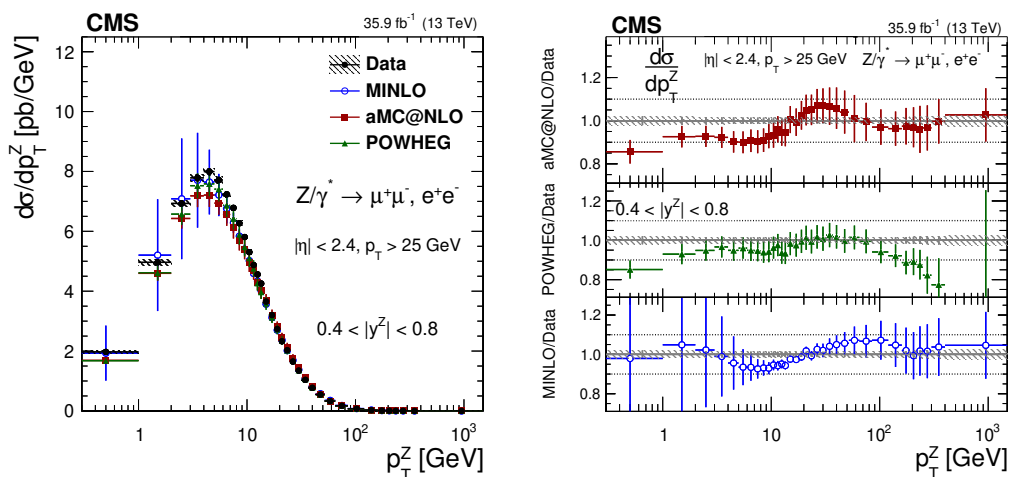 CMS
35.9 fb⁻¹ (13 TeV)
dσ/dp_T^Z [pb/GeV]
12
10
8
6
4
2
0
Data
MINLO
aMC@NLO
POWHEG
Z/γ* → μ⁺μ⁻, e⁺e⁻
|η| < 2.4, p_T > 25 GeV
0.4 < |y^Z| < 0.8
1 10 10² 10³
p_T^Z [GeV]
CMS
35.9 fb⁻¹ (13 TeV)
dσ/dp_T^Z
|η| < 2.4, p_T > 25 GeV Z/γ* → μ⁺μ⁻, e⁺e⁻
aMC@NLO/Data
1.2
1.0
0.8
0.4 < |y^Z| < 0.8
POWHEG/Data
1.2
1.0
0.8
MINLO/Data
1.2
1.0
0.8
1 10 10² 10³
p_T^Z [GeV]